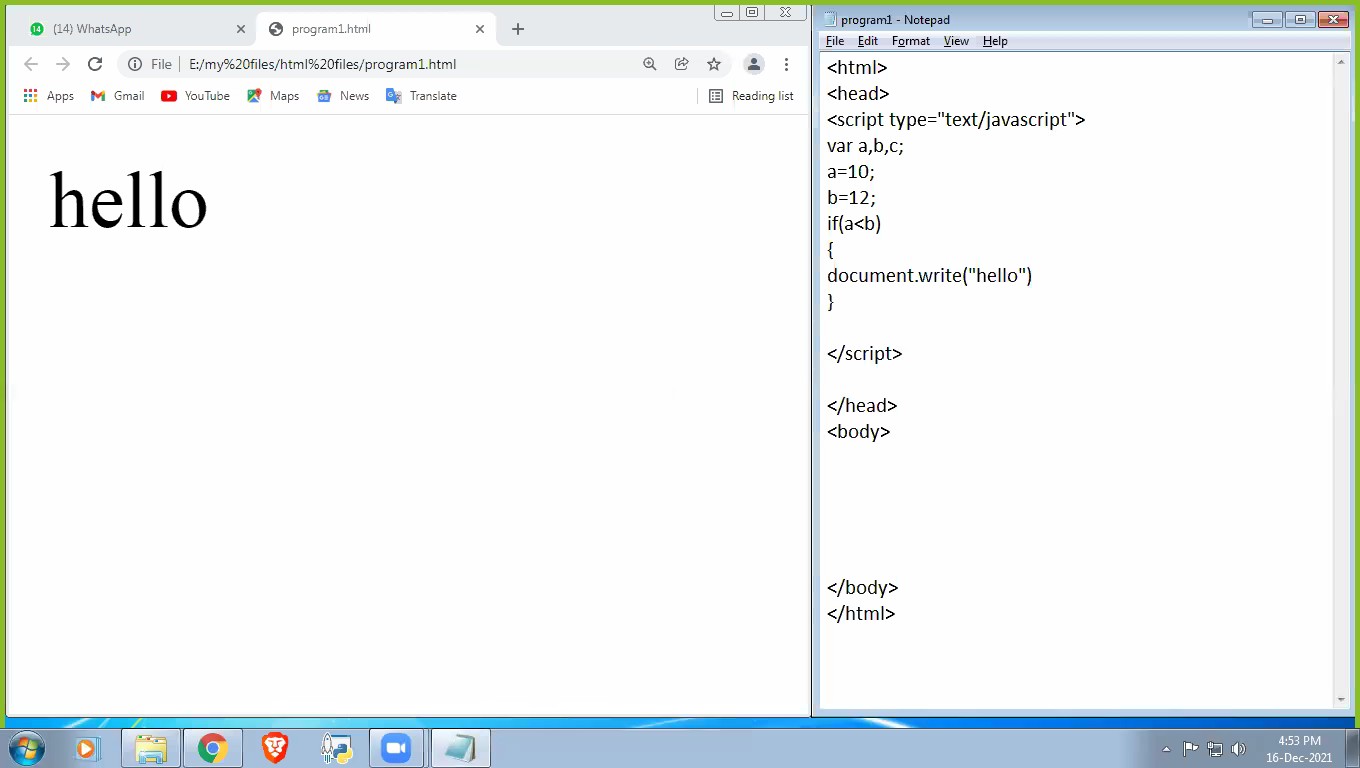 (14) WhatsApp
program1.html
File
E:/my%20files/html%20files/program1.html
Apps
Gmail
YouTube
Maps
News
Translate
Reading list
hello
program1 - Notepad
File Edit Format View Help
<html>
<head>
<script type="text/javascript">
var a,b,c;
a=10;
b=12;
if(a<b)
{
document.write("hello")
}
</script>
</head>
<body>
</body>
</html>
4:53 PM
16-Dec-2021